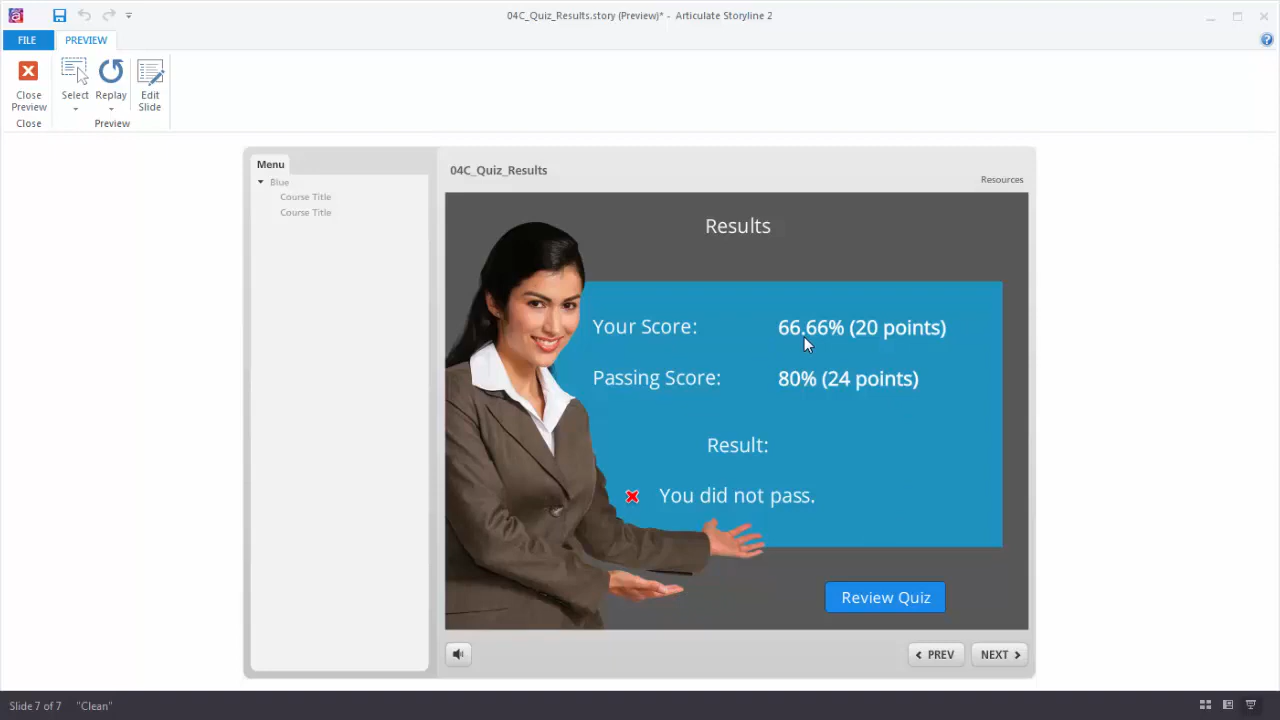 04C_Quiz_Results.story (Preview)* - Articulate Storyline 2
FILE
PREVIEW
Close Preview
Select
Replay
Edit Slide
Close
Preview
Menu
Blue
Course Title
Course Title
04C_Quiz_Results
Resources
Results
Your Score: 66.66% (20 points)
Passing Score: 80% (24 points)
Result:
You did not pass.
Review Quiz
PREV
NEXT
Slide 7 of 7 "Clean"